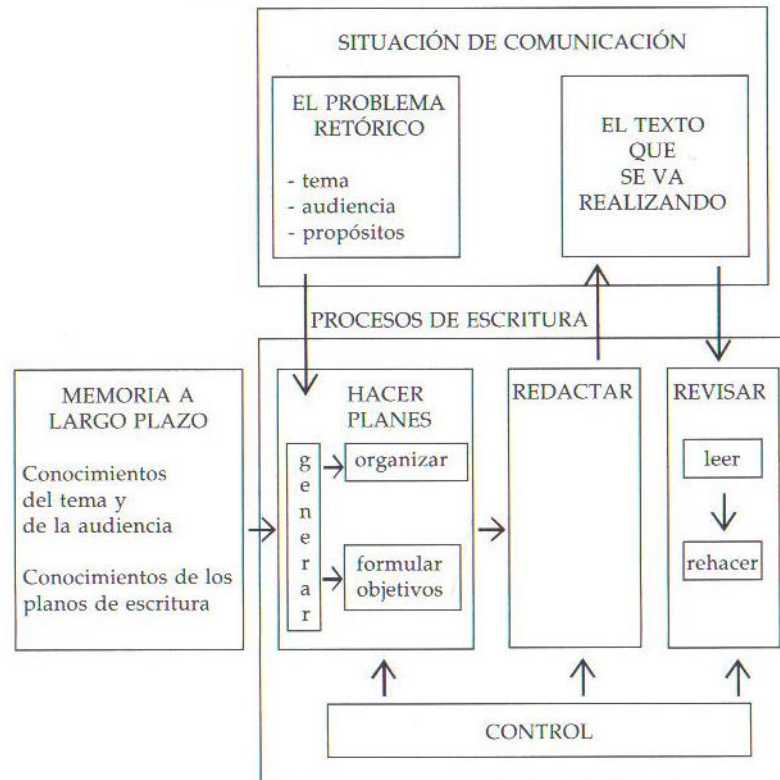 SITUACIÓN DE COMUNICACIÓN
EL PROBLEMA
RETÓRICO
- tema
- audiencia
- propósitos
EL TEXTO
QUE
SE VA
REALIZANDO
PROCESOS DE ESCRITURA
MEMORIA A
LARGO PLAZO
Conocimientos
del tema y
de la audiencia
Conocimientos de los
planos de escritura
HACER
PLANES
generar
organizar
formular
objetivos
REDACTAR
REVISAR
leer
rehacer
CONTROL